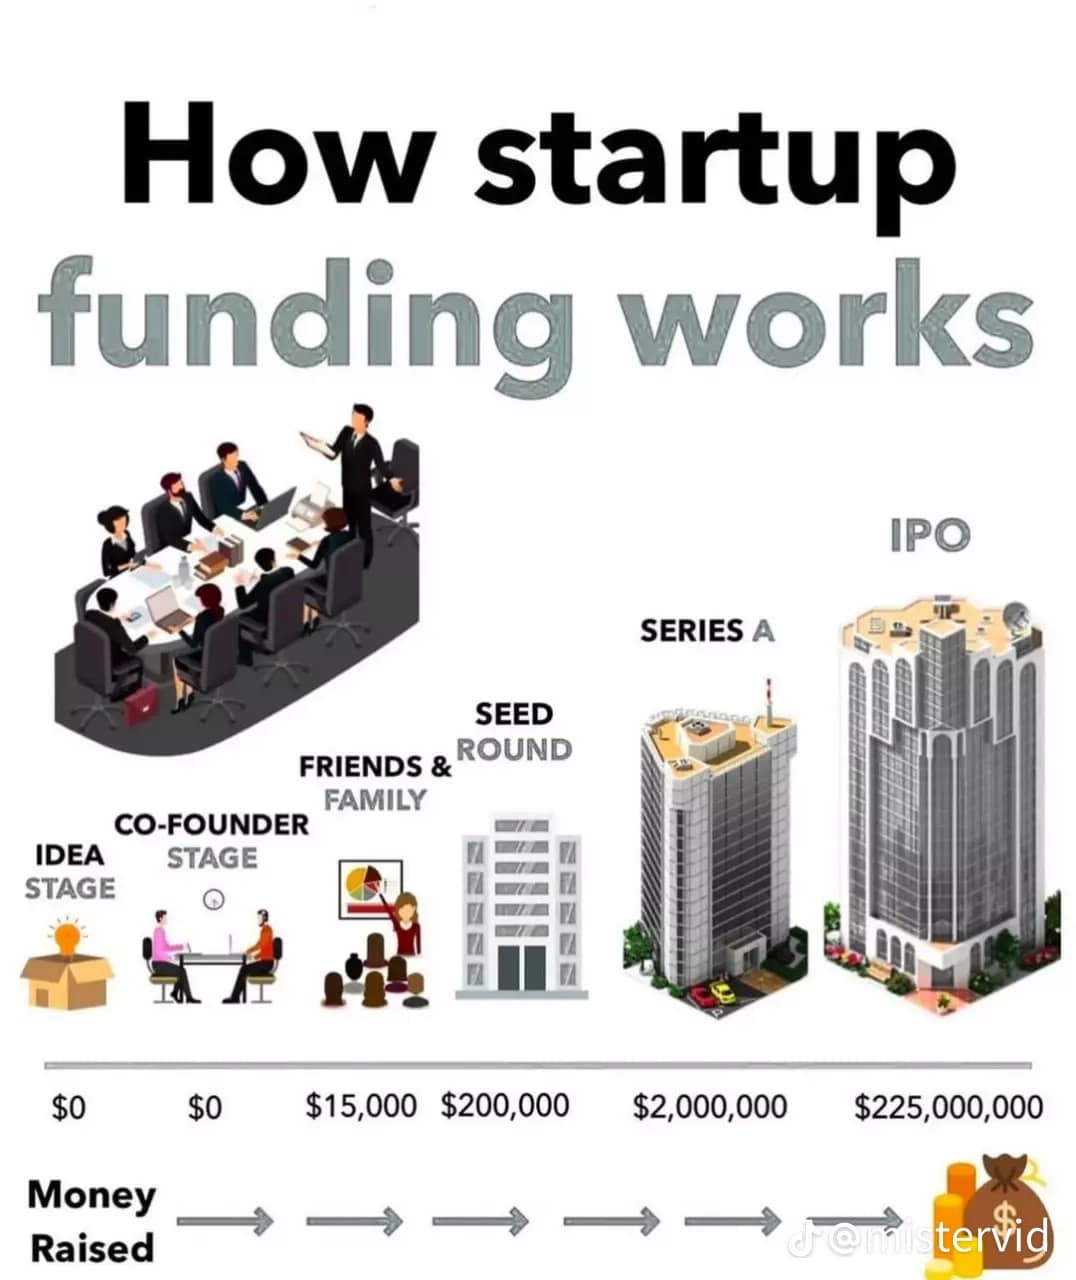 How startup
funding works
IPO
SERIES A
SEED
ROUND
FRIENDS &
FAMILY
CO-FOUNDER
STAGE
IDEA
STAGE
$0
$0
$15,000
$200,000
$2,000,000
$225,000,000
Money
Raised
$
@mistervid